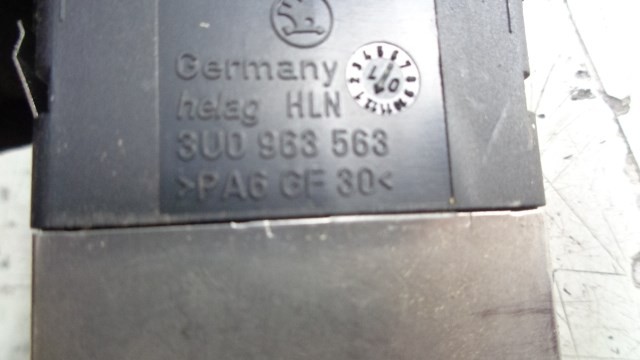 Germany
helag HLN
3U0 963 563
>PA6 GF 30<